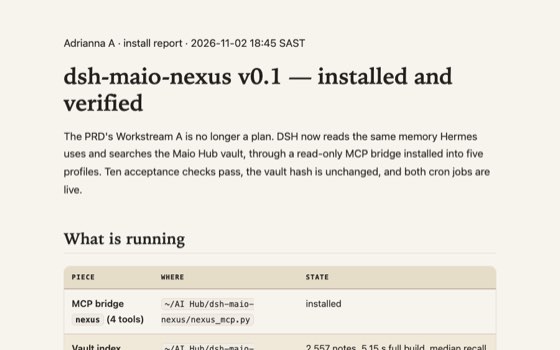 Adrianna A · install report · 2026-11-02 18:45 SAST
dsh-maio-nexus v0.1 — installed and
verified
The PRD's Workstream A is no longer a plan. DSH now reads the same memory Hermes
uses and searches the Maio Hub vault, through a read-only MCP bridge installed into five
profiles. Ten acceptance checks pass, the vault hash is unchanged, and both cron jobs are
live.
What is running
PIECE WHERE STATE
MCP bridge ~/AI Hub/dsh-maio- installed
nexus (4 tools) nexus/nexus_mcp.py
Vault index ~/AI Hub/dsh-maio- 2,557 notes, 5.15 s full build, median recall